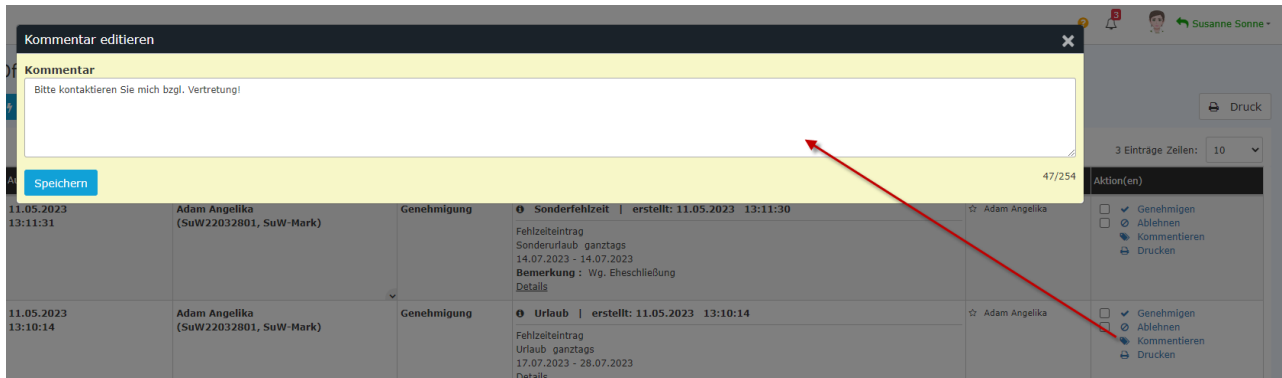 3
Susanne Sonne
Kommentar editieren
Kommentar
Bitte kontaktieren Sie mich bzgl. Vertretung!
Druck
3 Einträge Zeilen: 10
Speichern
47/254
Aktion(en)
11.05.2023
13:11:31
Adam Angelika
(SuW22032801, SuW-Mark)
Genehmigung
Sonderfehlzeit | erstellt: 11.05.2023 13:11:30
Fehlzeiteintrag
Sonderurlaub ganztags
14.07.2023 - 14.07.2023
Bemerkung : Wg. Eheschließung
Details
Adam Angelika
Genehmigen
Ablehnen
Kommentieren
Drucken
11.05.2023
13:10:14
Adam Angelika
(SuW22032801, SuW-Mark)
Genehmigung
Urlaub | erstellt: 11.05.2023 13:10:14
Fehlzeiteintrag
Urlaub ganztags
17.07.2023 - 28.07.2023
Details
Adam Angelika
Genehmigen
Ablehnen
Kommentieren
Drucken